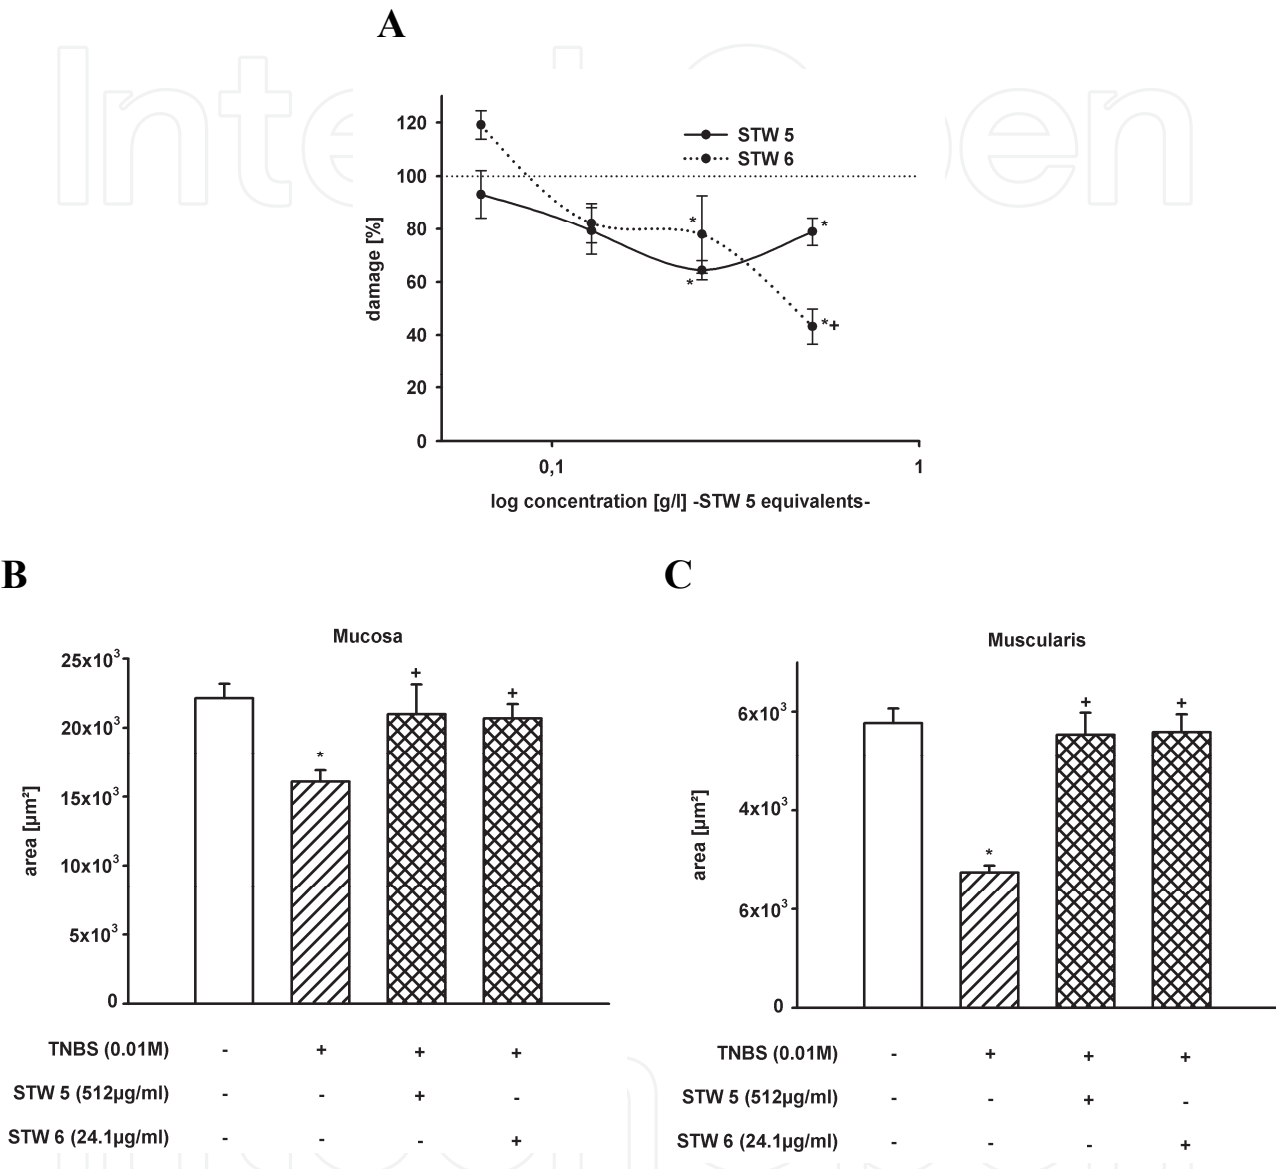 A
STW 5
STW 6
120
100
80
60
40
20
0
damage [%]
*
*
*
*+
0,1
1
log concentration [g/l] -STW 5 equivalents-
B
Mucosa
25x10³
20x10³
15x10³
10x10³
5x10³
0
area [µm²]
*
+
+
TNBS (0.01M) - + + +
STW 5 (512µg/ml) - - + -
STW 6 (24.1µg/ml) - - - +
C
Muscularis
6x10³
4x10³
6x10³
0
area [µm²]
*
+
+
TNBS (0.01M) - + + +
STW 5 (512µg/ml) - - + -
STW 6 (24.1µg/ml) - - - +